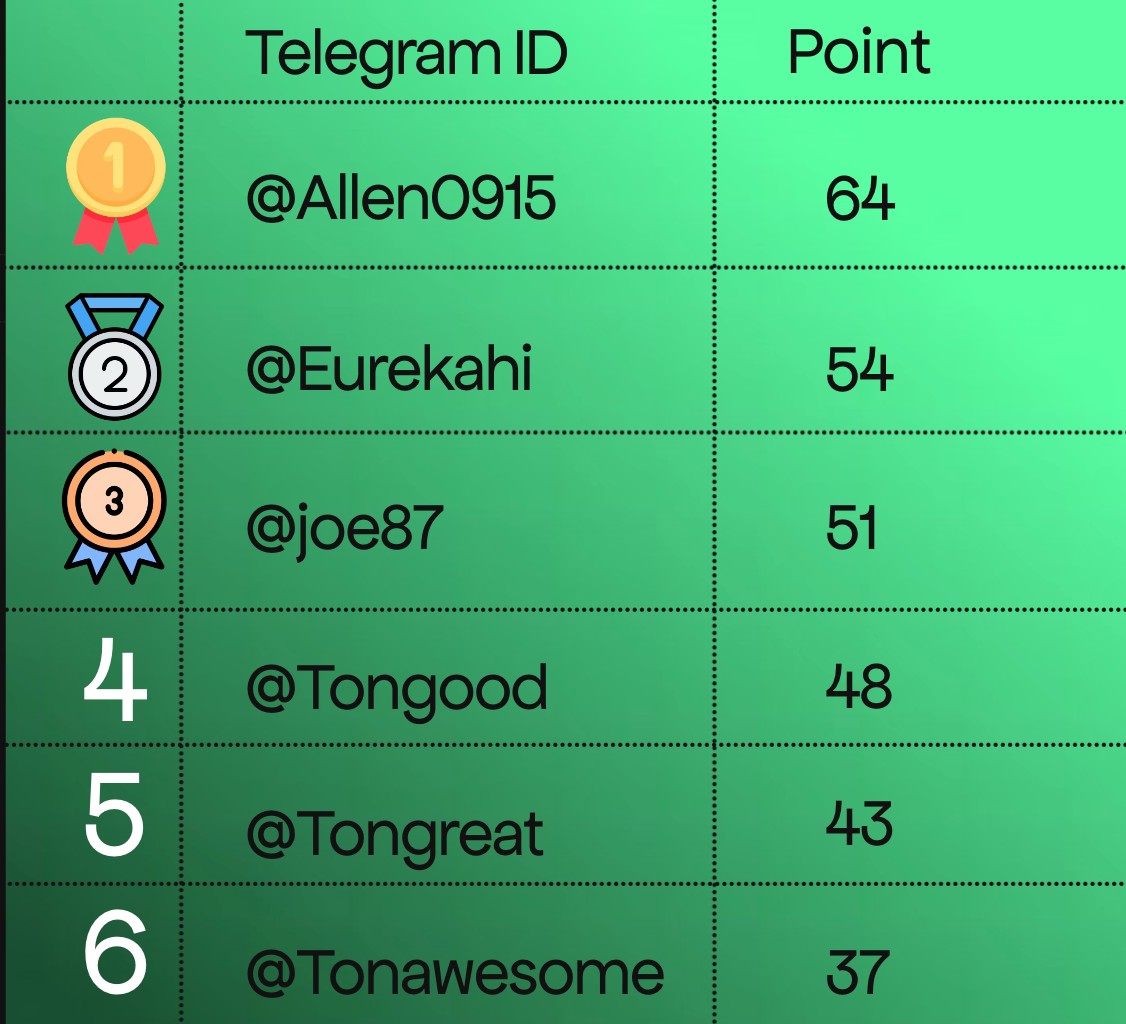 Telegram ID Point
1 @Allen0915 64
2 @Eurekahi 54
3 @joe87 51
4 @Tongood 48
5 @Tongreat 43
6 @Tonawesome 37